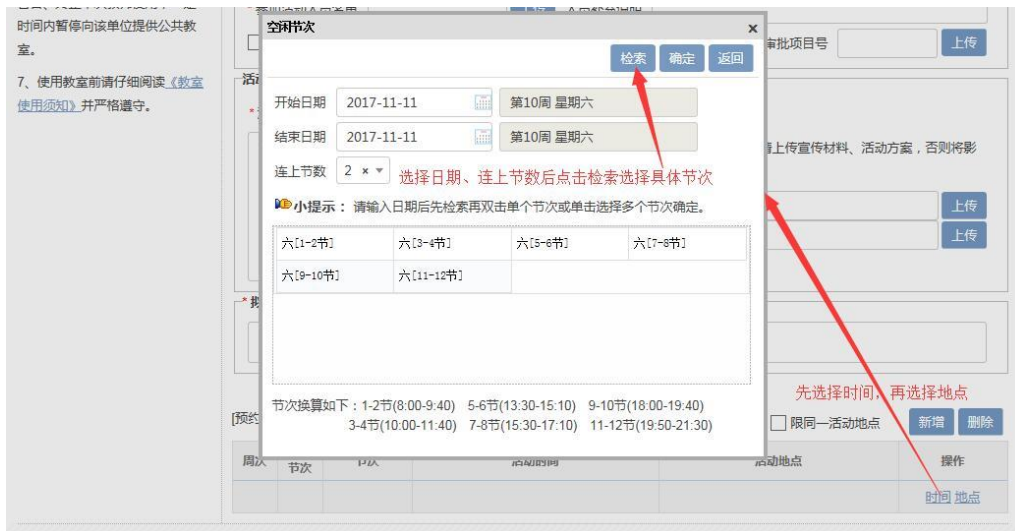 时间内暂停向该单位提供公共教
室。
7、使用教室前请仔细阅读《教室
使用须知》并严格遵守。
空闲节次 ×
检索 确定 返回
开始日期 2017-11-11 第10周 星期六
结束日期 2017-11-11 第10周 星期六
连上节数 2 ×
选择日期、连上节数后点击检索选择具体节次
小提示： 请输入日期后先检索再双击单个节次或单击选择多个节次确定。
六[1-2节] 六[3-4节] 六[5-6节] 六[7-8节]
六[9-10节] 六[11-12节]
节次换算如下：1-2节(8:00-9:40) 5-6节(13:30-15:10) 9-10节(18:00-19:40)
3-4节(10:00-11:40) 7-8节(15:30-17:10) 11-12节(19:50-21:30)
审批项目号 上传
上传宣传材料、活动方案，否则将影
上传
上传
先选择时间，再选择地点
[预约
限同一活动地点 新增 删除
周次 节次 节次 活动时间 活动地点 操作
时间 地点